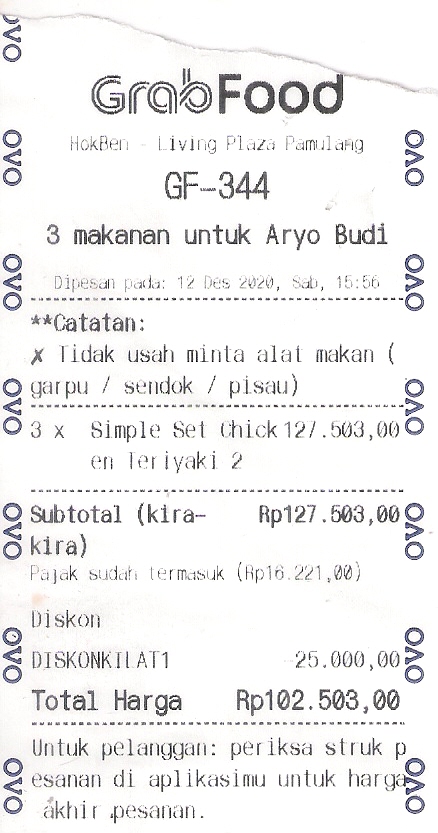 GrabFood
HokBen - Living Plaza Pamulang
GF-344
3 makanan untuk Aryo Budi
Dipesan pada: 12 Des 2020, Sab, 15:56
**Catatan:
✗ Tidak usah minta alat makan (
garpu / sendok / pisau)
3 x Simple Set Chick 127.503,00
en Teriyaki 2
Subtotal (kira- Rp127.503,00
kira)
Pajak sudah termasuk (Rp16.221,00)
Diskon
DISKONKILAT1 -25.000,00
Total Harga Rp102.503,00
Untuk pelanggan: periksa struk p
esanan di aplikasimu untuk harga
akhir pesanan.
OVO
OVO
OVO
OVO
OVO
OVO
OVO
OVO
OVO
OVO
OVO
OVO
OVO